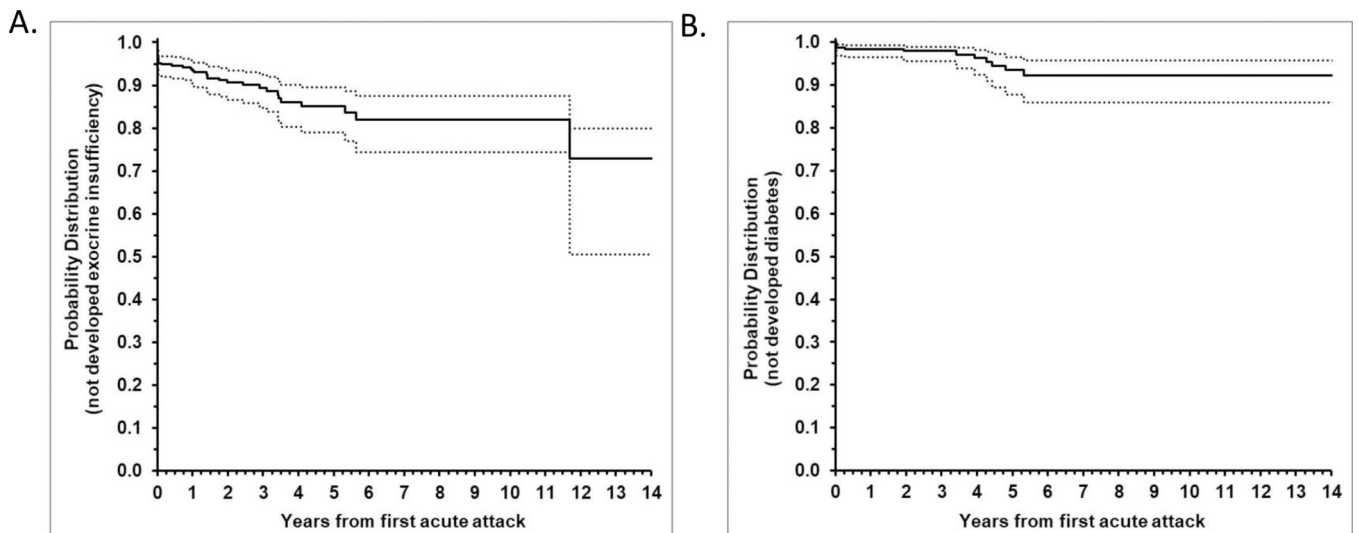 A.
Probability Distribution
(not developed exocrine insufficiency)
1.0
0.9
0.8
0.7
0.6
0.5
0.4
0.3
0.2
0.1
0.0
0 1 2 3 4 5 6 7 8 9 10 11 12 13 14
Years from first acute attack
B.
Probability Distribution
(not developed diabetes)
1.0
0.9
0.8
0.7
0.6
0.5
0.4
0.3
0.2
0.1
0.0
0 1 2 3 4 5 6 7 8 9 10 11 12 13 14
Years from first acute attack